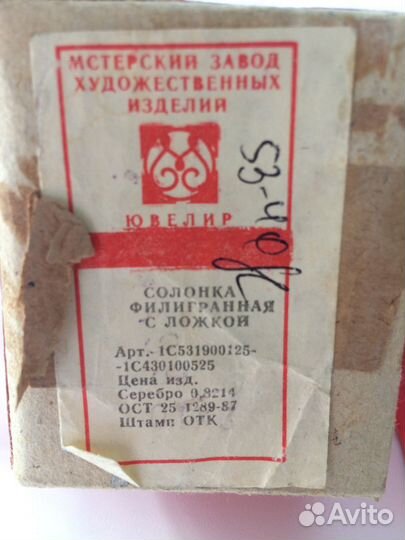 МСТЕРСКИЙ ЗАВОД
ХУДОЖЕСТВЕННЫХ
ИЗДЕЛИЙ
ЮВЕЛИР
СОЛОНКА
ФИЛИГРАННАЯ
С ЛОЖКОЙ
Арт.-1С531900125-
-1С430100525
Цена изд.
Серебро 0,8214
ОСТ 25 1289-87
Штамп ОТК
Avito